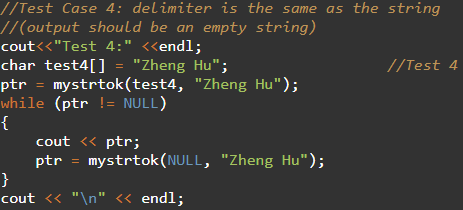 //Test Case 4: delimiter is the same as the string
//(output should be an empty string)
cout<<"Test 4:" <<endl;
char test4[] = "Zheng Hu"; //Test 4
ptr = mystrtok(test4, "Zheng Hu");
while (ptr != NULL)
{
    cout << ptr;
    ptr = mystrtok(NULL, "Zheng Hu");
}
cout << "\n" << endl;